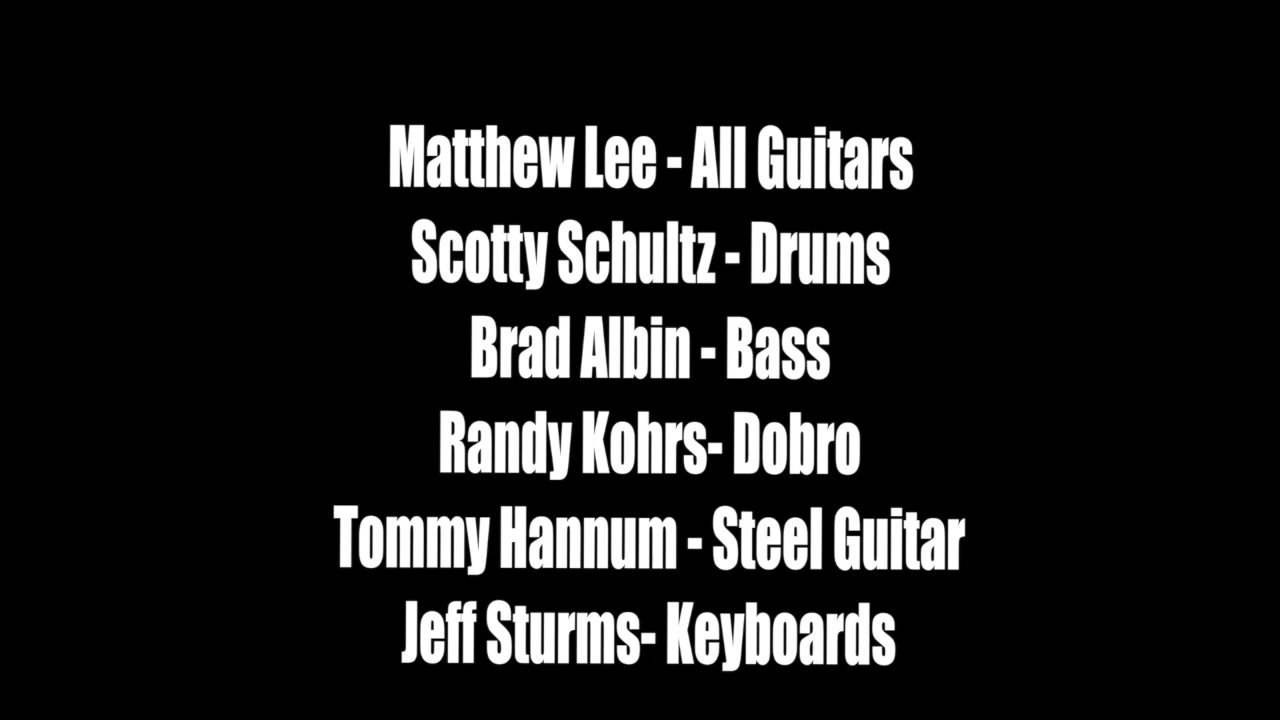 Matthew Lee - All Guitars
Scotty Schultz - Drums
Brad Albin - Bass
Randy Kohrs- Dobro
Tommy Hannum - Steel Guitar
Jeff Sturms- Keyboards